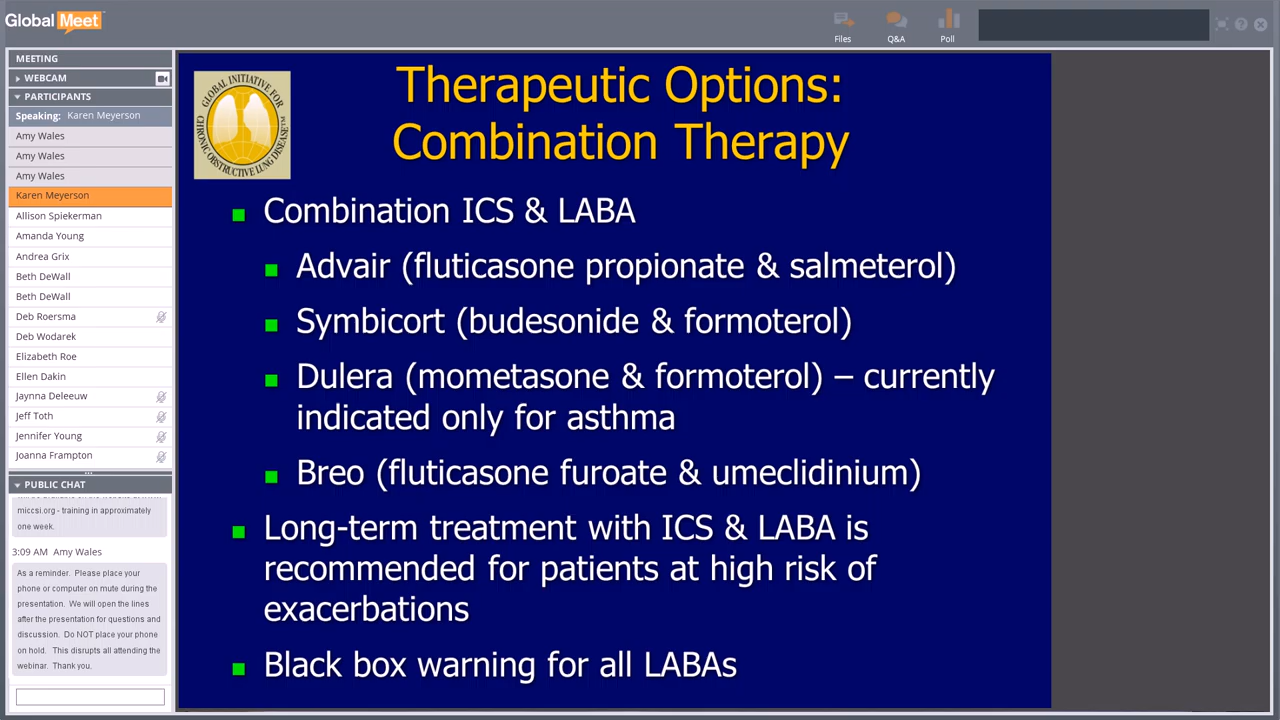 Global Meet
Files
Q&A
Poll
MEETING
WEBCAM
PARTICIPANTS
Speaking: Karen Meyerson
Amy Wales
Amy Wales
Amy Wales
Karen Meyerson
Allison Spiekerman
Amanda Young
Andrea Grix
Beth DeWall
Beth DeWall
Deb Roersma
Deb Wodarek
Elizabeth Roe
Ellen Dakin
Jaynna Deleeuw
Jeff Toth
Jennifer Young
Joanna Frampton
PUBLIC CHAT
miccsi.org - training in approximately
one week.
3:09 AM Amy Wales
As a reminder. Please place your
phone or computer on mute during the
presentation. We will open the lines
after the presentation for questions and
discussion. Do NOT place your phone
on hold. This disrupts all attending the
webinar. Thank you.
GLOBAL INITIATIVE FOR
CHRONIC OBSTRUCTIVE LUNG DISEASE
Therapeutic Options:
Combination Therapy
Combination ICS & LABA
Advair (fluticasone propionate & salmeterol)
Symbicort (budesonide & formoterol)
Dulera (mometasone & formoterol) – currently
indicated only for asthma
Breo (fluticasone furoate & umeclidinium)
Long-term treatment with ICS & LABA is
recommended for patients at high risk of
exacerbations
Black box warning for all LABAs